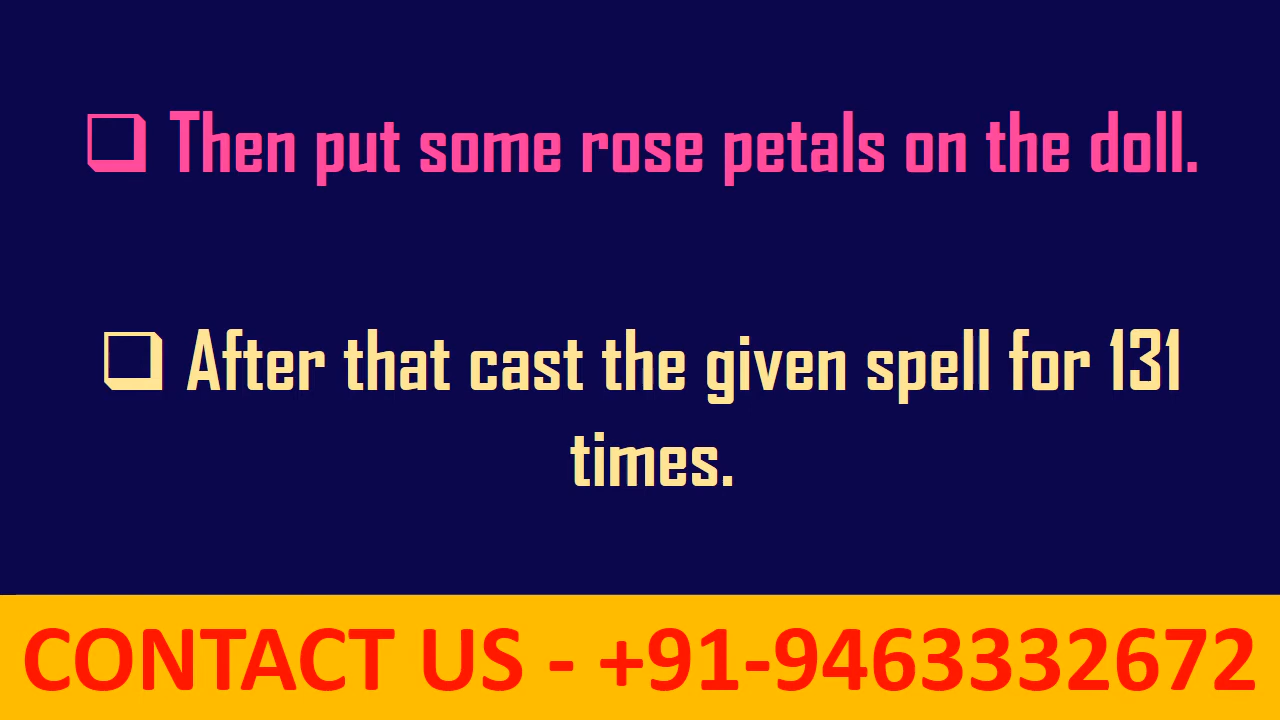 ❑ Then put some rose petals on the doll.
❑ After that cast the given spell for 131
times.
CONTACT US - +91-9463332672